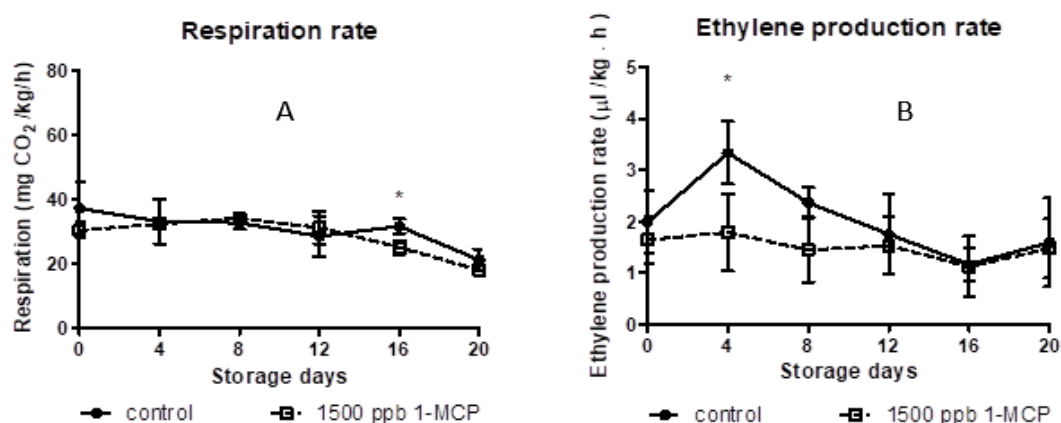 Respiration rate
Respiration (mg CO2 /kg/h)
80
60
40
20
0
A
*
0 4 8 12 16 20
Storage days
control 1500 ppb 1-MCP
Ethylene production rate
Ethylene production rate (μl /kg · h)
5
4
3
2
1
0
*
B
0 4 8 12 16 20
Storage days
control 1500 ppb 1-MCP